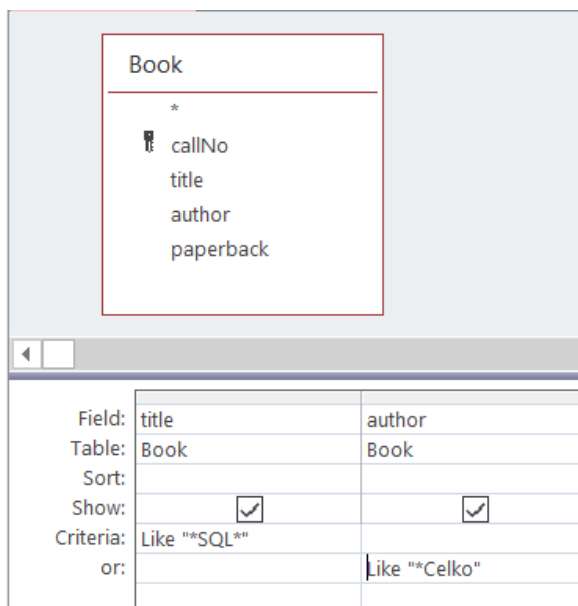 Book
*
callNo
title
author
paperback
Field: title author
Table: Book Book
Sort:
Show:
Criteria: Like "*SQL*"
or: Like "*Celko"